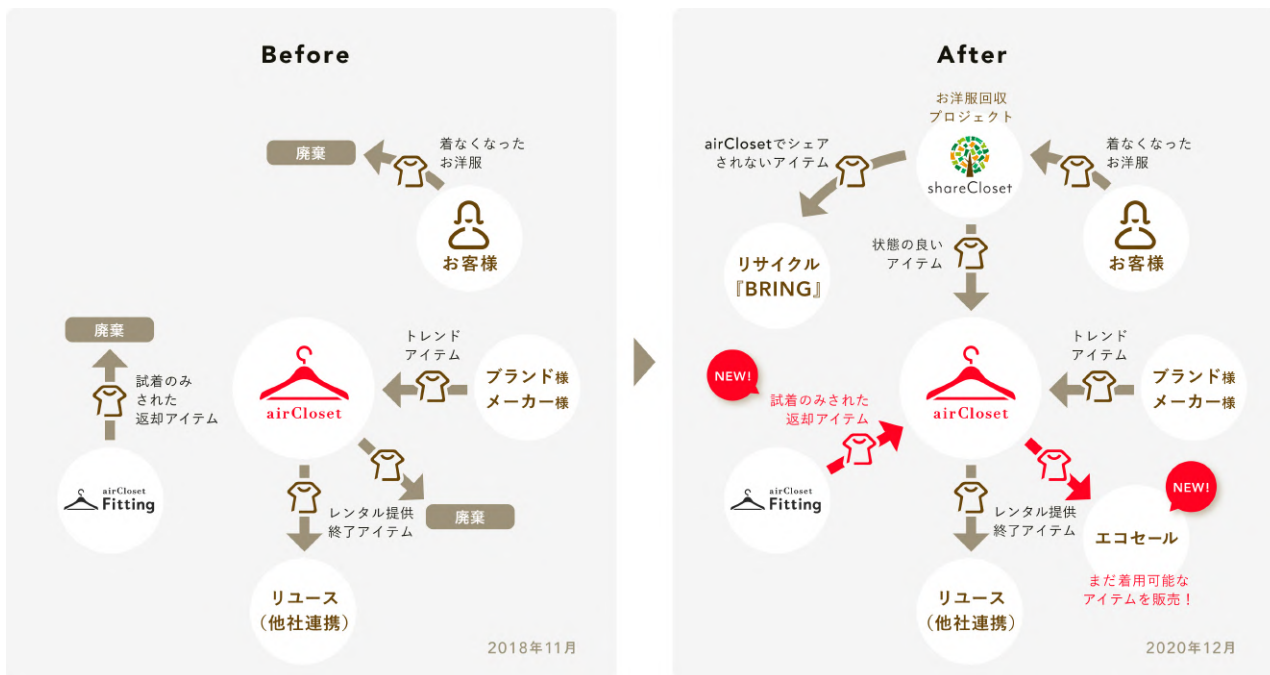 Before
廃棄
着なくなった
お洋服
お客様
廃棄
試着のみ
された
返却アイテム
airCloset
Fitting
airCloset
トレンド
アイテム
ブランド様
メーカー様
レンタル提供
終了アイテム
廃棄
リユース
(他社連携)
2018年11月
After
お洋服回収
プロジェクト
shareCloset
airClosetでシェア
されないアイテム
着なくなった
お洋服
お客様
リサイクル
『BRING』
状態の良い
アイテム
NEW!
試着のみされた
返却アイテム
airCloset
Fitting
airCloset
トレンド
アイテム
ブランド様
メーカー様
レンタル提供
終了アイテム
NEW!
エコセール
まだ着用可能な
アイテムを販売！
リユース
(他社連携)
2020年12月